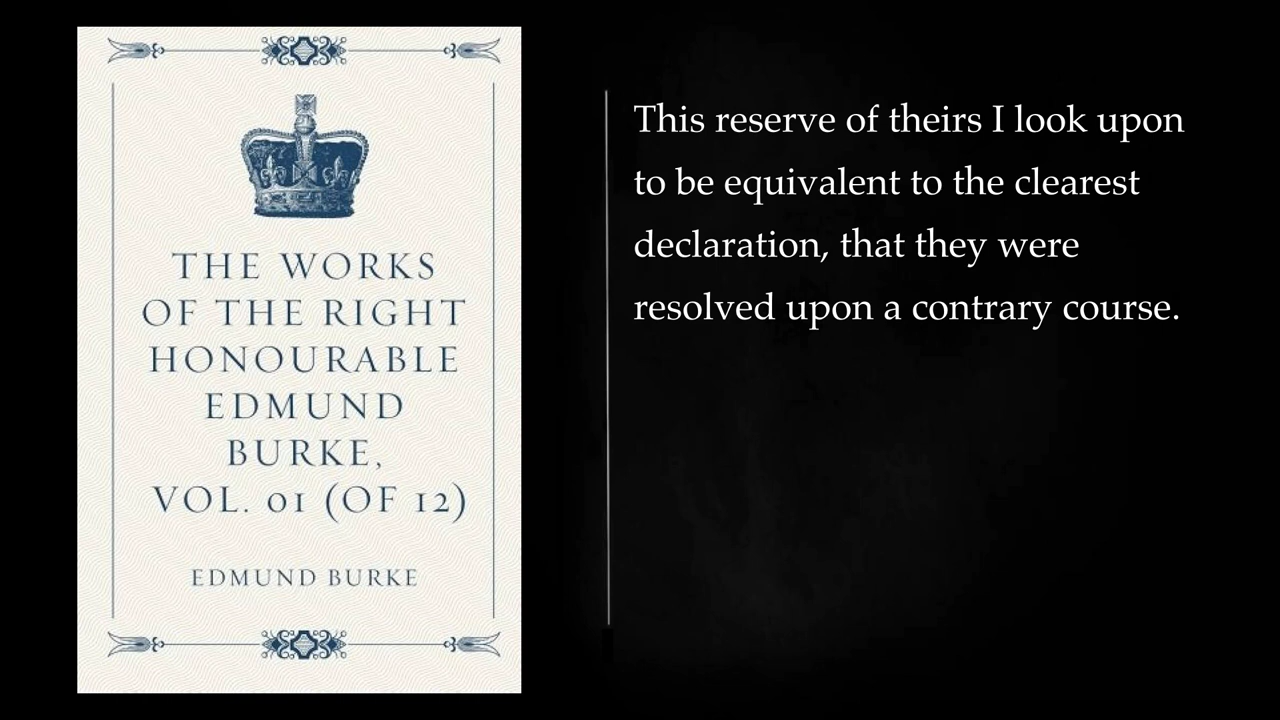 THE WORKS
OF THE RIGHT
HONOURABLE
EDMUND
BURKE,
VOL. 01 (OF 12)
EDMUND BURKE
This reserve of theirs I look upon
to be equivalent to the clearest
declaration, that they were
resolved upon a contrary course.